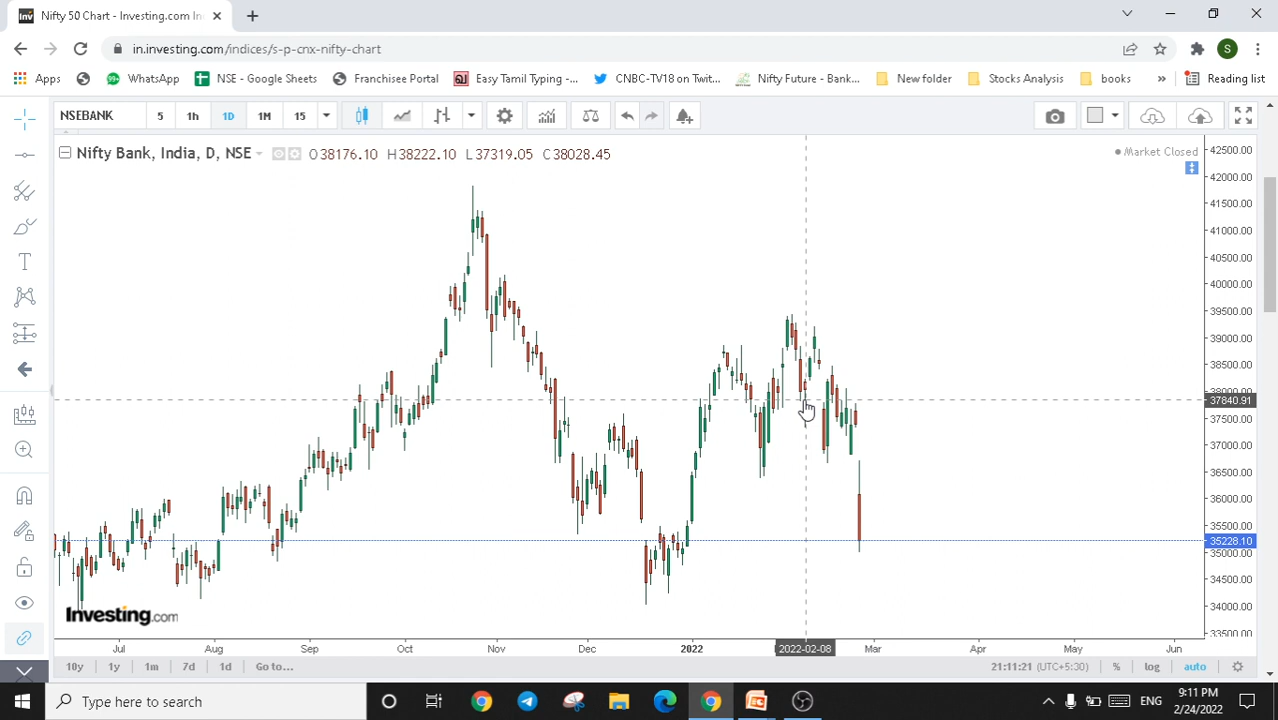 Nifty 50 Chart - Investing.com In
in.investing.com/indices/s-p-cnx-nifty-chart
S
Apps
WhatsApp
NSE - Google Sheets
Franchisee Portal
Easy Tamil Typing -...
CNBC-TV18 on Twit...
Nifty Future - Bank...
New folder
Stocks Analysis
books
»
Reading list
NSEBANK 5 1h 1D 1M 15
Nifty Bank, India, D, NSE O38176.10 H38222.10 L37319.05 C38028.45
Market Closed
42500.00
42000.00
41500.00
41000.00
40500.00
40000.00
39500.00
39000.00
38500.00
38000.00
37840.91
37500.00
37000.00
36500.00
36000.00
35500.00
35228.10
35000.00
34500.00
34000.00
33500.00
Investing.com
Jul Aug Sep Oct Nov Dec 2022 2022-02-08 Mar Apr May Jun
10y 1y 1m 7d 1d Go to... 21:11:21 (UTC+5:30) % log auto
Type here to search
ENG
9:11 PM
2/24/2022